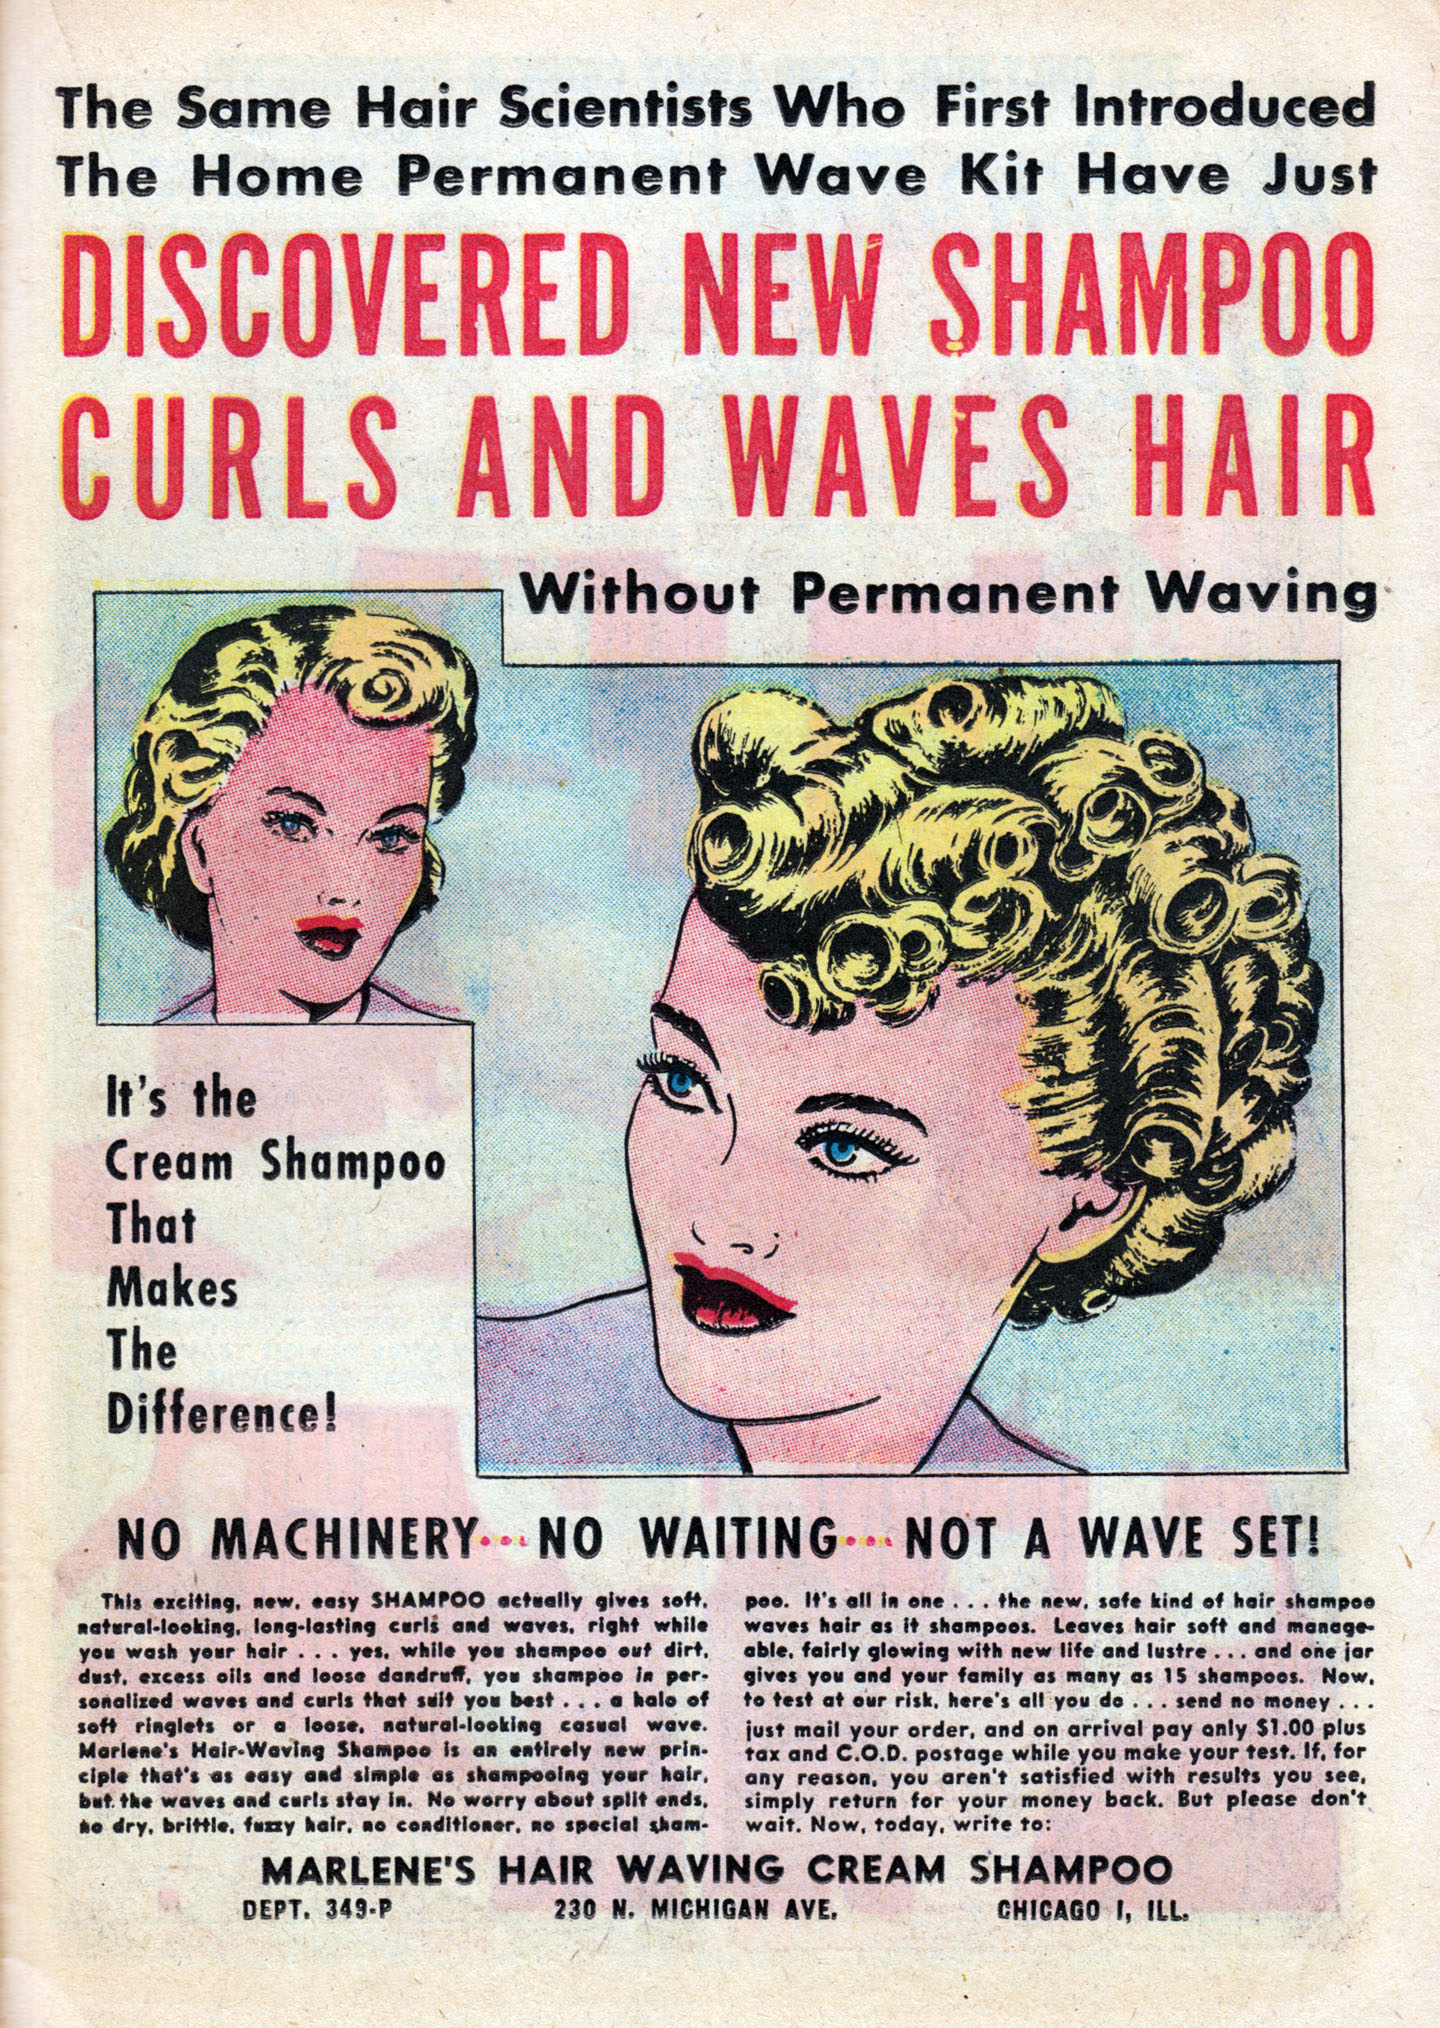 The Same Hair Scientists Who First Introduced
The Home Permanent Wave Kit Have Just
DISCOVERED NEW SHAMPOO
CURLS AND WAVES HAIR
Without Permanent Waving
It's the
Cream Shampoo
That
Makes
The
Difference!
NO MACHINERY... NO WAITING... NOT A WAVE SET!
This exciting, new, easy SHAMPOO actually gives soft,
natural-looking, long-lasting curls and waves, right while
you wash your hair . . . yes, while you shampoo out dirt,
dust, excess oils and loose dandruff, you shampoo in per-
sonalized waves and curls that suit you best . . . a halo of
soft ringlets or a loose, natural-looking casual wave.
Marlene's Hair-Waving Shampoo is an entirely new prin-
ciple that's as easy and simple as shampooing your hair,
but the waves and curls stay in. No worry about split ends,
no dry, brittle, fuzzy hair, no conditioner, no special sham-
poo. It's all in one . . . the new, safe kind of hair shampoo
waves hair as it shampoos. Leaves hair soft and manage-
able, fairly glowing with new life and lustre . . . and one jar
gives you and your family as many as 15 shampoos. Now,
to test at our risk, here's all you do . . . send no money . . .
just mail your order, and on arrival pay only $1.00 plus
tax and C.O.D. postage while you make your test. If, for
any reason, you aren't satisfied with results you see,
simply return for your money back. But please don't
wait. Now, today, write to:
MARLENE'S HAIR WAVING CREAM SHAMPOO
DEPT. 349-P 230 N. MICHIGAN AVE. CHICAGO 1, ILL.